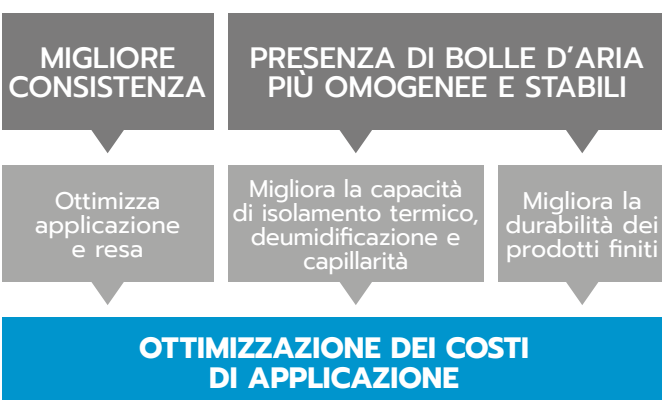 MIGLIORE
CONSISTENZA
PRESENZA DI BOLLE D'ARIA
PIÙ OMOGENEE E STABILI
Ottimizza
applicazione
e resa
Migliora la capacità
di isolamento termico,
deumidificazione e
capillarità
Migliora la
durabilità dei
prodotti finiti
OTTIMIZZAZIONE DEI COSTI
DI APPLICAZIONE